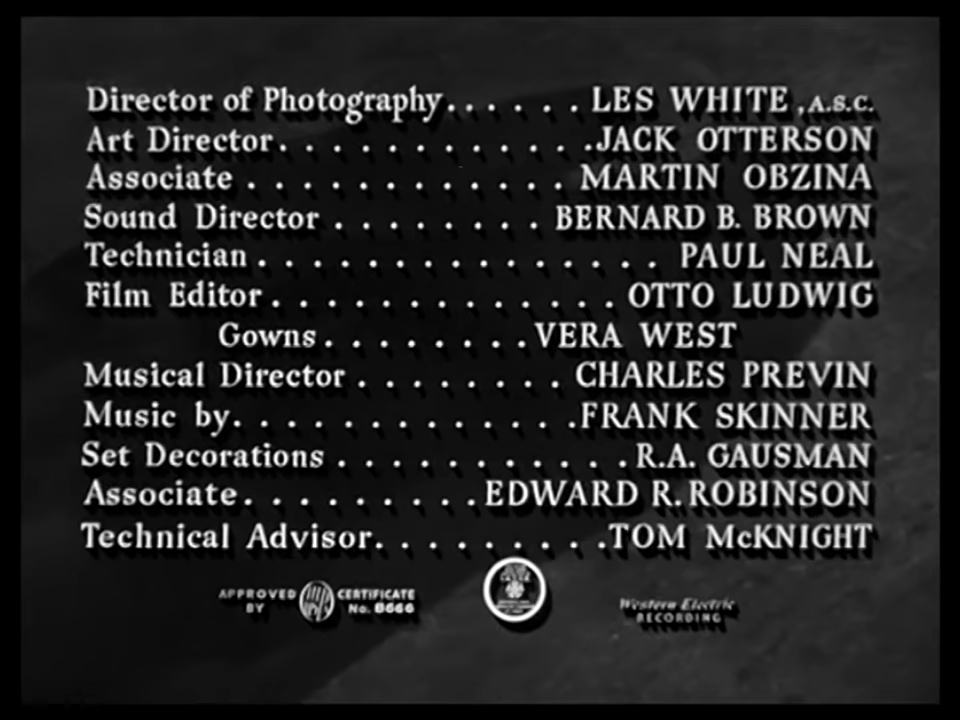 Director of Photography . . . . . . LES WHITE, A.S.C.
Art Director . . . . . . . . . . . . JACK OTTERSON
Associate . . . . . . . . . . . . MARTIN OBZINA
Sound Director . . . . . . . . BERNARD B. BROWN
Technician . . . . . . . . . . . . . . . PAUL NEAL
Film Editor . . . . . . . . . . . . . OTTO LUDWIG
Gowns . . . . . . . . VERA WEST
Musical Director . . . . . . . . CHARLES PREVIN
Music by . . . . . . . . . . . . . FRANK SKINNER
Set Decorations . . . . . . . . . . . R.A. GAUSMAN
Associate . . . . . . . . . EDWARD R. ROBINSON
Technical Advisor . . . . . . . . . TOM McKNIGHT
APPROVED BY CERTIFICATE No. 8666
Western Electric
RECORDING